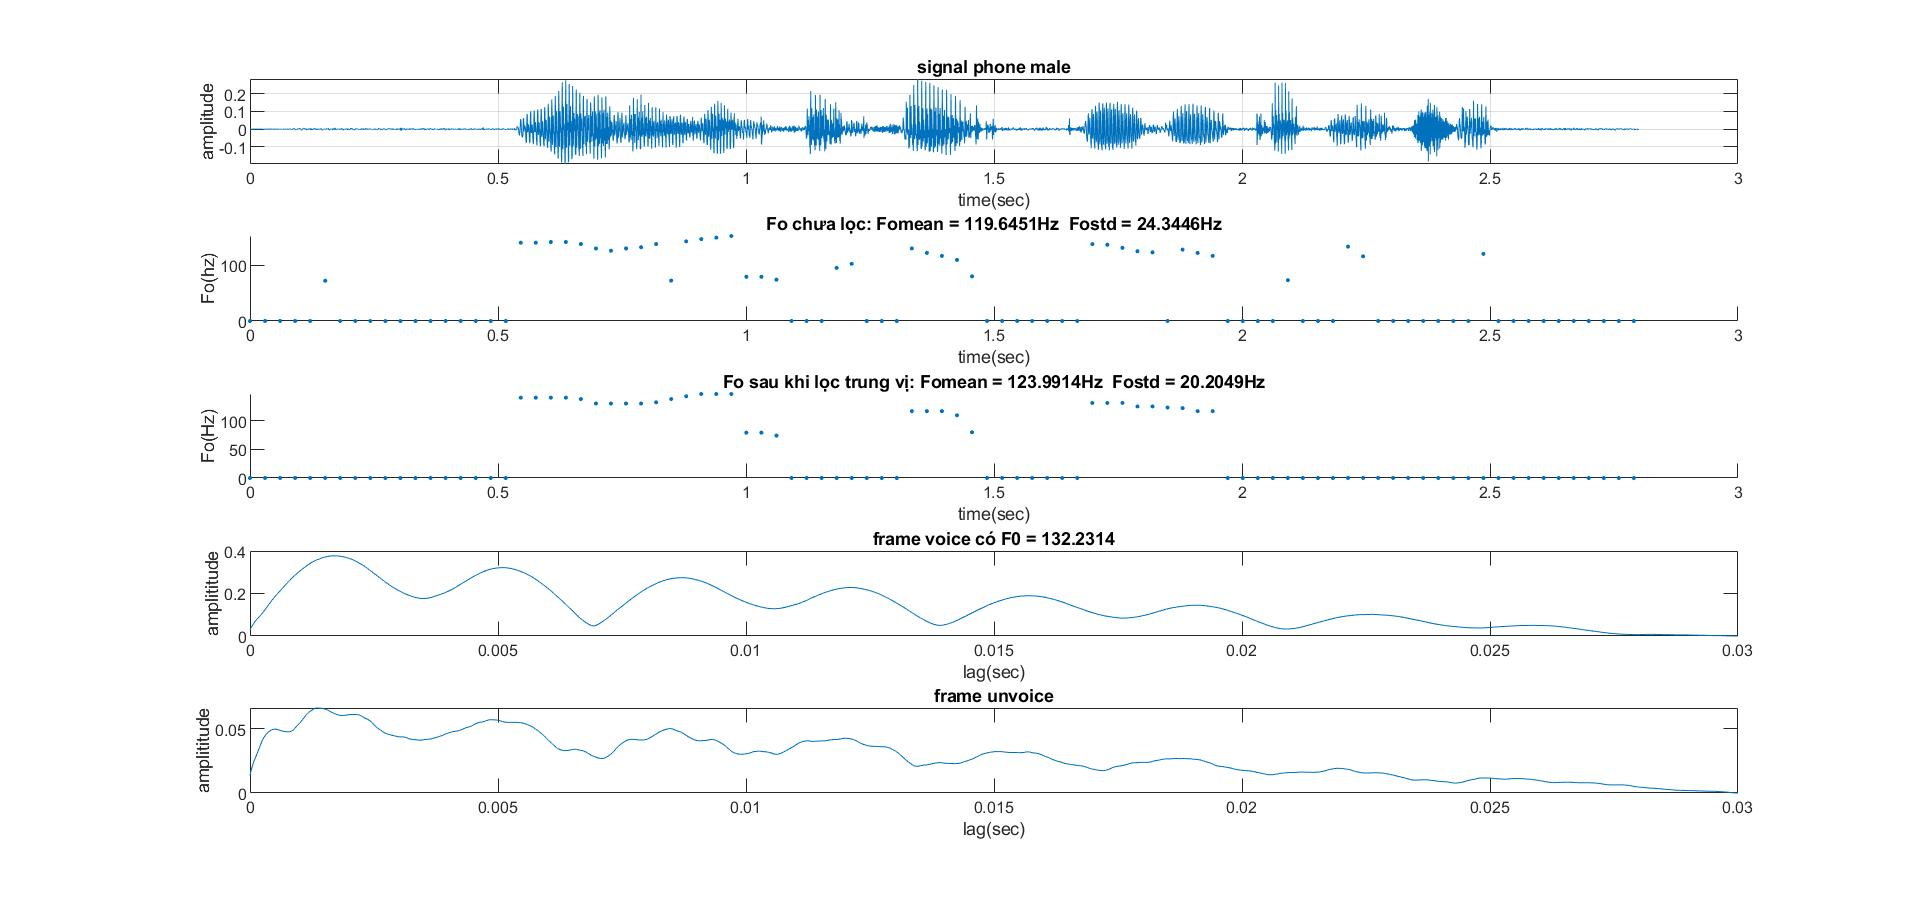 signal phone male
amplitude
0.2
0.1
0
-0.1
0 0.5 1 1.5 2 2.5 3
time(sec)
Fo chưa lọc: Fomean = 119.6451Hz Fostd = 24.3446Hz
Fo(hz)
100
0
0 0.5 1 1.5 2 2.5 3
time(sec)
Fo sau khi lọc trung vị: Fomean = 123.9914Hz Fostd = 20.2049Hz
Fo(Hz)
100
50
0
0 0.5 1 1.5 2 2.5 3
time(sec)
frame voice có F0 = 132.2314
amplititude
0.4
0.2
0
0 0.005 0.01 0.015 0.02 0.025 0.03
lag(sec)
frame unvoice
amplititude
0.05
0
0 0.005 0.01 0.015 0.02 0.025 0.03
lag(sec)